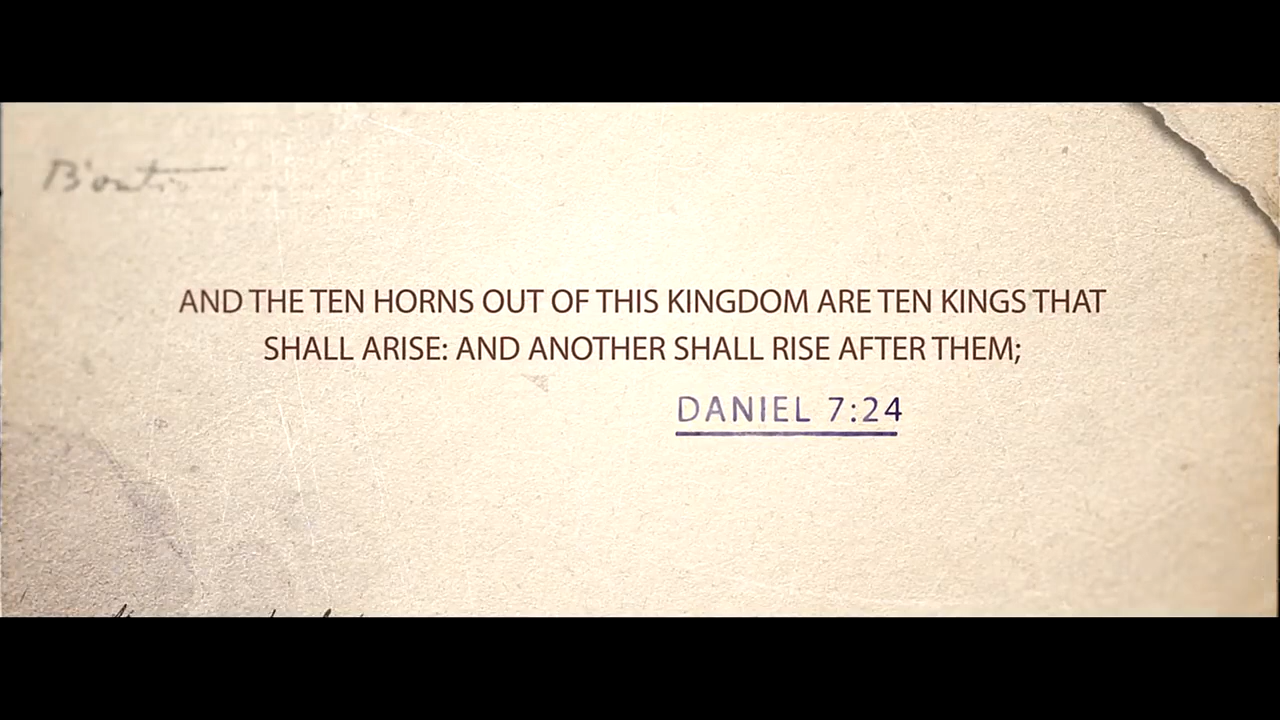 AND THE TEN HORNS OUT OF THIS KINGDOM ARE TEN KINGS THAT
SHALL ARISE: AND ANOTHER SHALL RISE AFTER THEM;
DANIEL 7:24